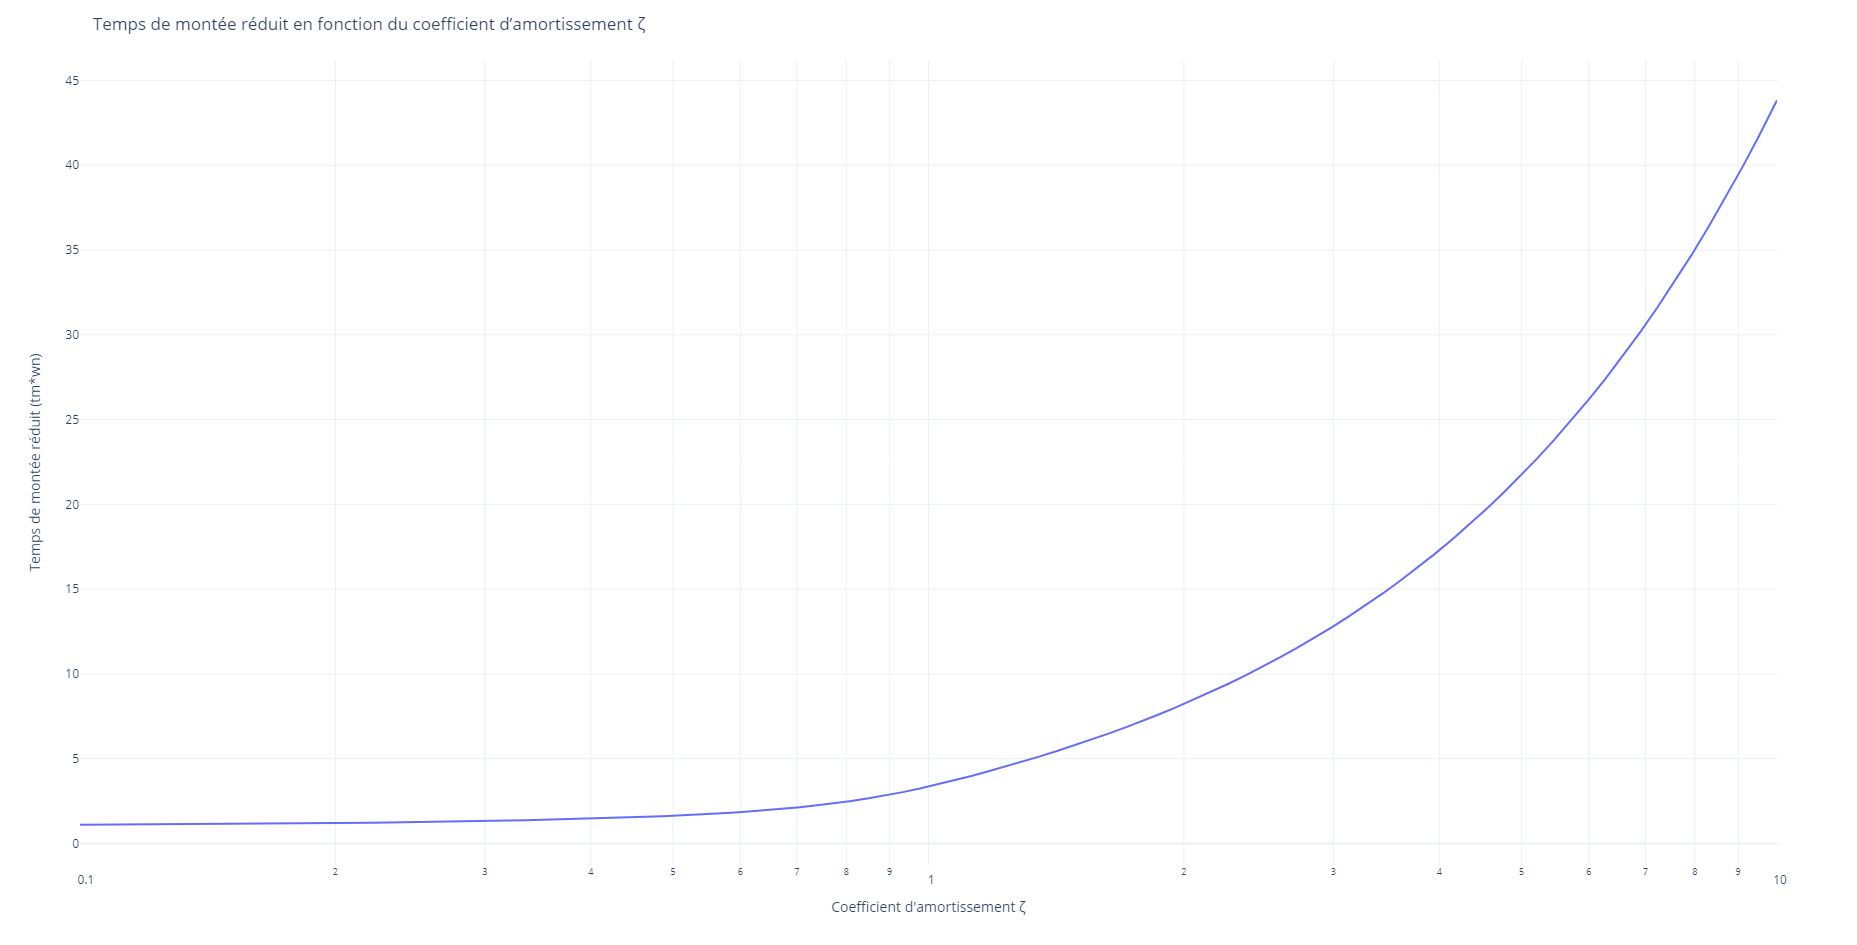 Temps de montée réduit en fonction du coefficient d’amortissement ζ
Temps de montée réduit (tm*wn)
45
40
35
30
25
20
15
10
5
0
0.1 2 3 4 5 6 7 8 9 1 2 3 4 5 6 7 8 9 10
Coefficient d'amortissement ζ